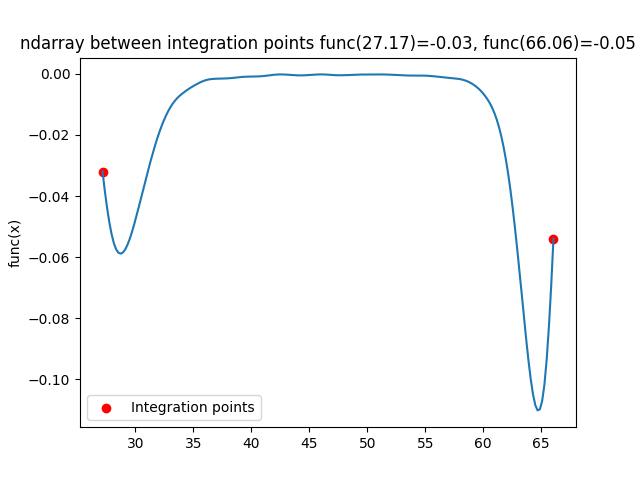 ndarray between integration points func(27.17)=-0.03, func(66.06)=-0.05
0.00
−0.02
−0.04
−0.06
−0.08
−0.10
func(x)
Integration points
30 35 40 45 50 55 60 65